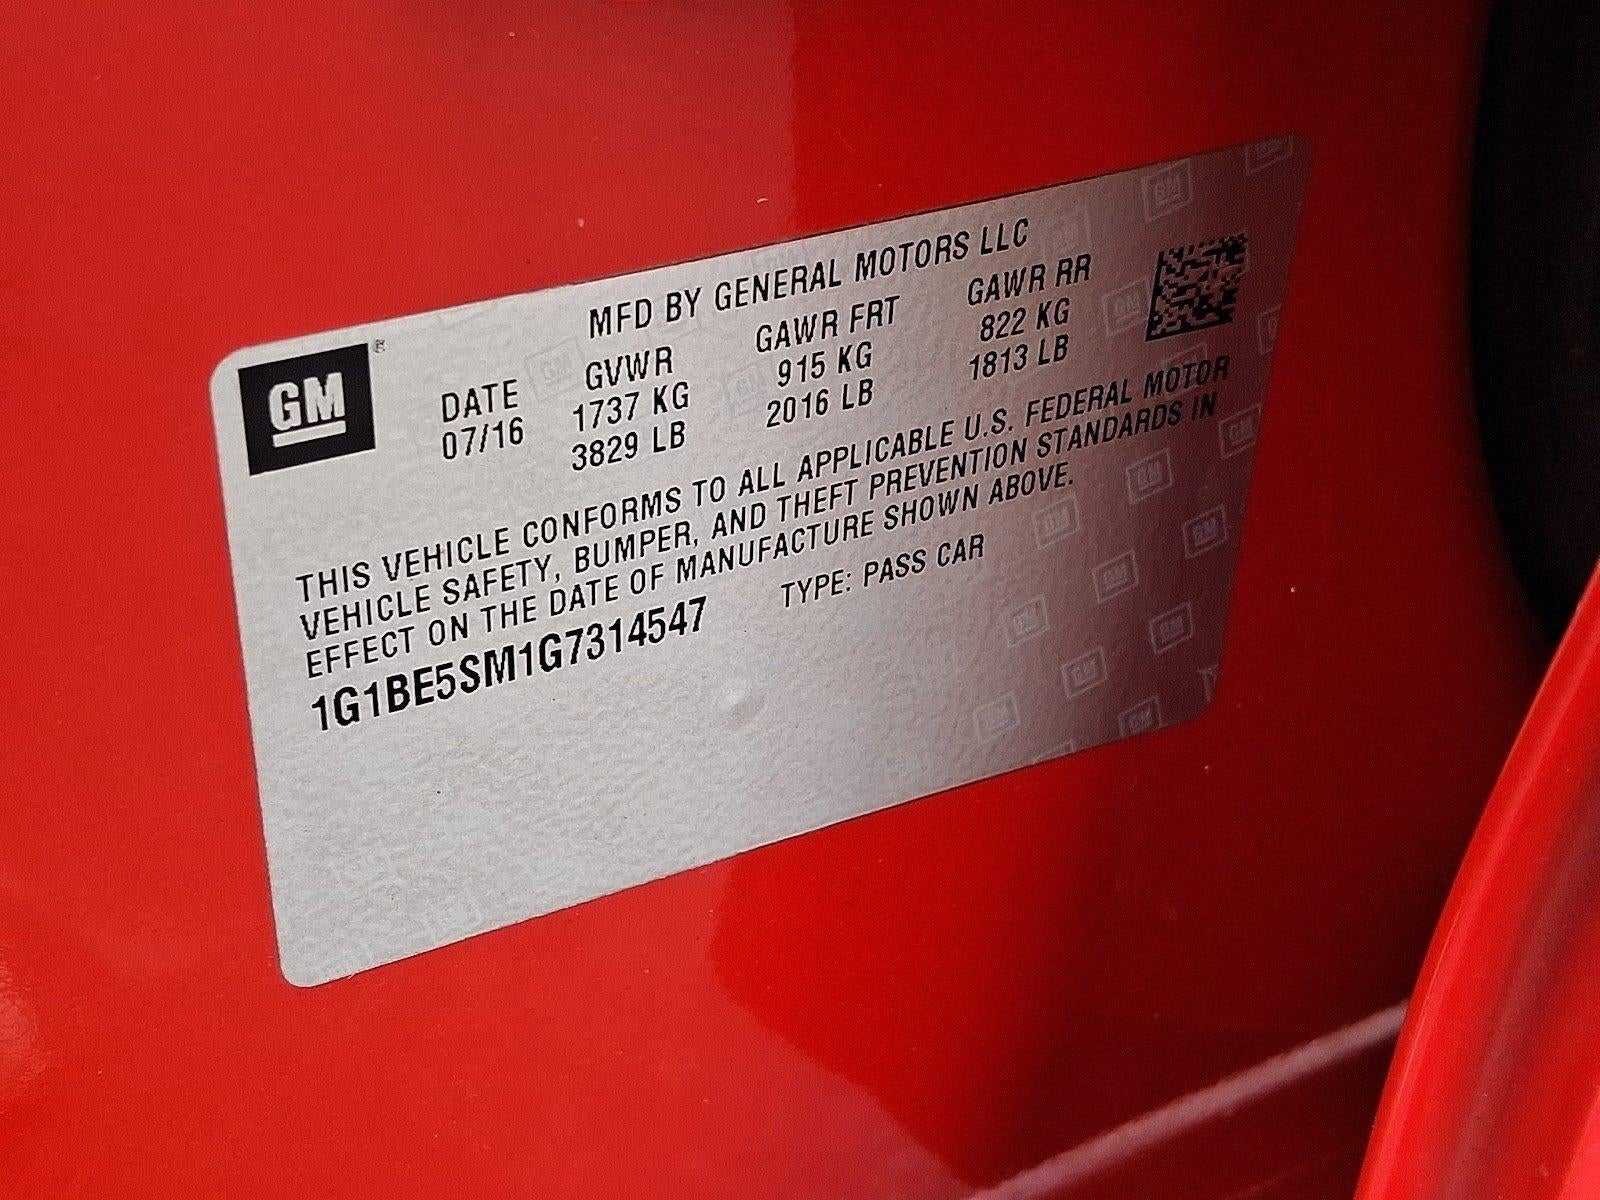 MFD BY GENERAL MOTORS LLC
GM
DATE GVWR GAWR FRT GAWR RR
07/16 1737 KG 915 KG 822 KG
3829 LB 2016 LB 1813 LB
THIS VEHICLE CONFORMS TO ALL APPLICABLE U.S. FEDERAL MOTOR
VEHICLE SAFETY, BUMPER, AND THEFT PREVENTION STANDARDS IN
EFFECT ON THE DATE OF MANUFACTURE SHOWN ABOVE.
1G1BE5SM1G7314547 TYPE: PASS CAR